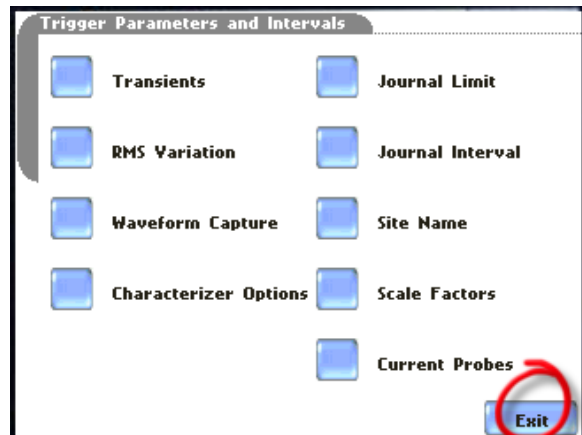 Trigger Parameters and Intervals
Transients
Journal Limit
RMS Variation
Journal Interval
Waveform Capture
Site Name
Characterizer Options
Scale Factors
Current Probes
Exit